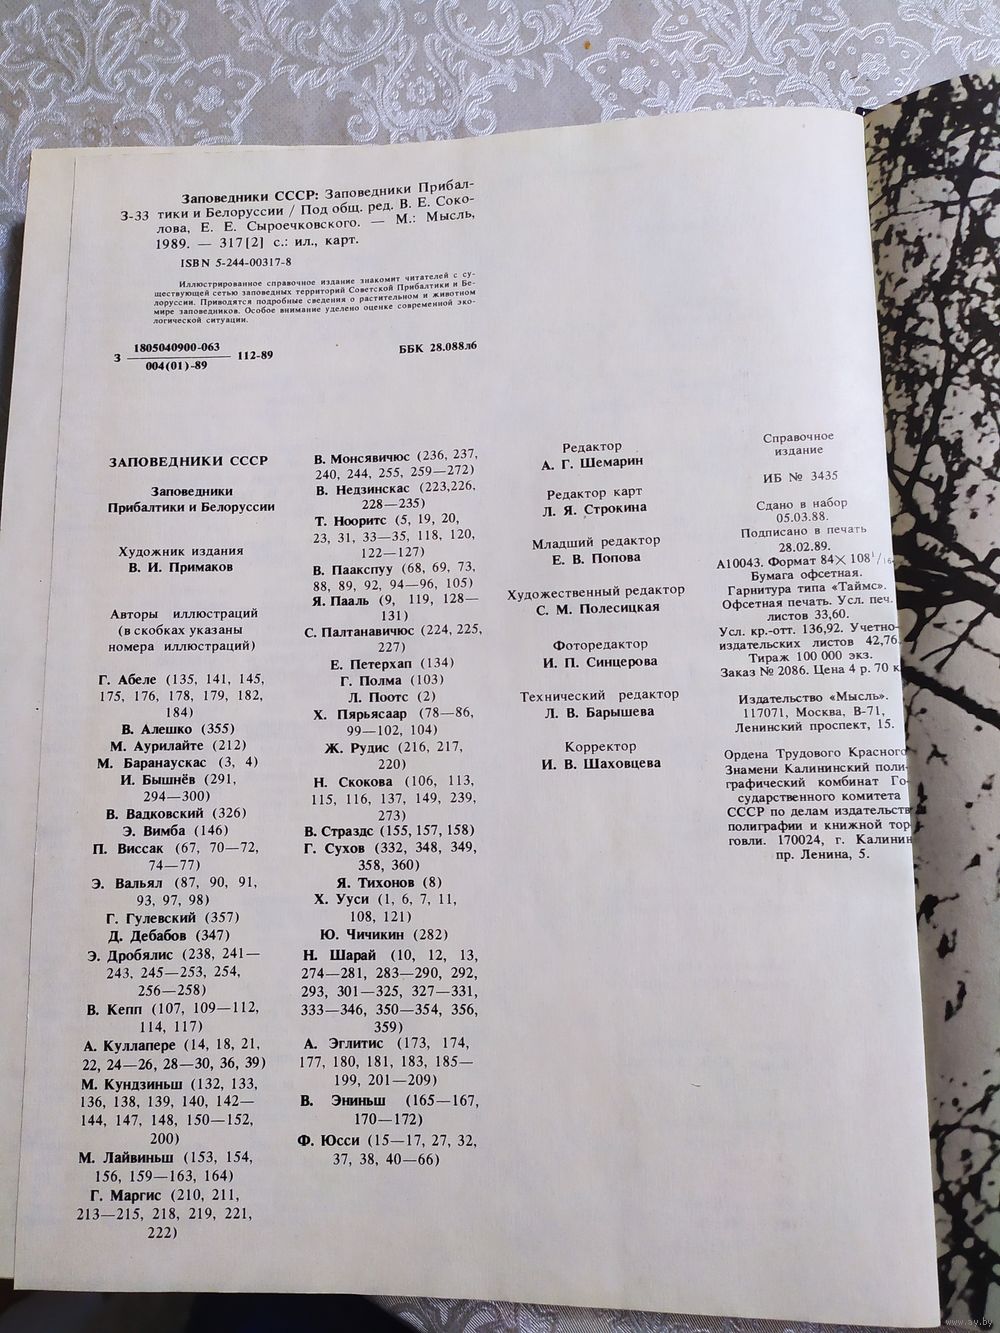 Заповедники СССР: Заповедники Прибал-
З-33 тики и Белоруссии / Под общ. ред. В. Е. Соко-
лова, Е. Е. Сыроечковского. — М.: Мысль,
1989. — 317[2] с.: ил., карт.
ISBN 5-244-00317-8
Иллюстрированное справочное издание знакомит читателей с су-
ществующей сетью заповедных территорий Советской Прибалтики и Бе-
лоруссии. Приводятся подробные сведения о растительном и животном
мире заповедников. Особое внимание уделено оценке современной эко-
логической ситуации.
1805040900-063
З 112-89
004(01)-89
ББК 28.088л6
ЗАПОВЕДНИКИ СССР
Заповедники
Прибалтики и Белоруссии
Художник издания
В. И. Примаков
Авторы иллюстраций
(в скобках указаны
номера иллюстраций)
Г. Абеле (135, 141, 145,
175, 176, 178, 179, 182,
184)
В. Алешко (355)
М. Аурилайте (212)
М. Баранаускас (3, 4)
И. Бышнёв (291,
294—300)
В. Вадковский (326)
Э. Вимба (146)
П. Виссак (67, 70—72,
74—77)
Э. Вальял (87, 90, 91,
93, 97, 98)
Г. Гулевский (357)
Д. Дебабов (347)
Э. Дробялис (238, 241—
243, 245—253, 254,
256—258)
В. Кепп (107, 109—112,
114, 117)
А. Куллапере (14, 18, 21,
22, 24—26, 28—30, 36, 39)
М. Кундзиньш (132, 133,
136, 138, 139, 140, 142—
144, 147, 148, 150—152,
200)
М. Лайвиньш (153, 154,
156, 159—163, 164)
Г. Маргис (210, 211,
213—215, 218, 219, 221,
222)
В. Монсявичюс (236, 237,
240, 244, 255, 259—272)
В. Недзинскас (223,226,
228—235)
Т. Нооритс (5, 19, 20,
23, 31, 33—35, 118, 120,
122—127)
В. Паакспуу (68, 69, 73,
88, 89, 92, 94—96, 105)
Я. Пааль (9, 119, 128—
131)
С. Палтанавичюс (224, 225,
227)
Е. Петерхап (134)
Г. Полма (103)
Л. Поотс (2)
Х. Пярьясаар (78—86,
99—102, 104)
Ж. Рудис (216, 217,
220)
Н. Скокова (106, 113,
115, 116, 137, 149, 239,
273)
В. Страздс (155, 157, 158)
Г. Сухов (332, 348, 349,
358, 360)
Я. Тихонов (8)
Х. Ууси (1, 6, 7, 11,
108, 121)
Ю. Чичикин (282)
Н. Шарай (10, 12, 13,
274—281, 283—290, 292,
293, 301—325, 327—331,
333—346, 350—354, 356,
359)
А. Эглитис (173, 174,
177, 180, 181, 183, 185—
199, 201—209)
В. Эниньш (165—167,
170—172)
Ф. Юсси (15—17, 27, 32,
37, 38, 40—66)
Редактор
А. Г. Шемарин
Редактор карт
Л. Я. Строкина
Младший редактор
Е. В. Попова
Художественный редактор
С. М. Полесицкая
Фоторедактор
И. П. Синцерова
Технический редактор
Л. В. Барышева
Корректор
И. В. Шаховцева
Справочное
издание
ИБ № 3435
Сдано в набор
05.03.88.
Подписано в печать
28.02.89.
А10043. Формат 84×108 1/16.
Бумага офсетная.
Гарнитура типа «Таймс».
Офсетная печать. Усл. печ.
листов 33,60.
Усл. кр.-отт. 136,92. Учетно-
издательских листов 42,76.
Тираж 100 000 экз.
Заказ № 2086. Цена 4 р. 70 к
Издательство «Мысль».
117071, Москва, В-71,
Ленинский проспект, 15.
Ордена Трудового Красного
Знамени Калининский поли-
графический комбинат Го-
сударственного комитета
СССР по делам издательств
полиграфии и книжной тор
говли. 170024, г. Калинин
пр. Ленина, 5.
www.ay.by